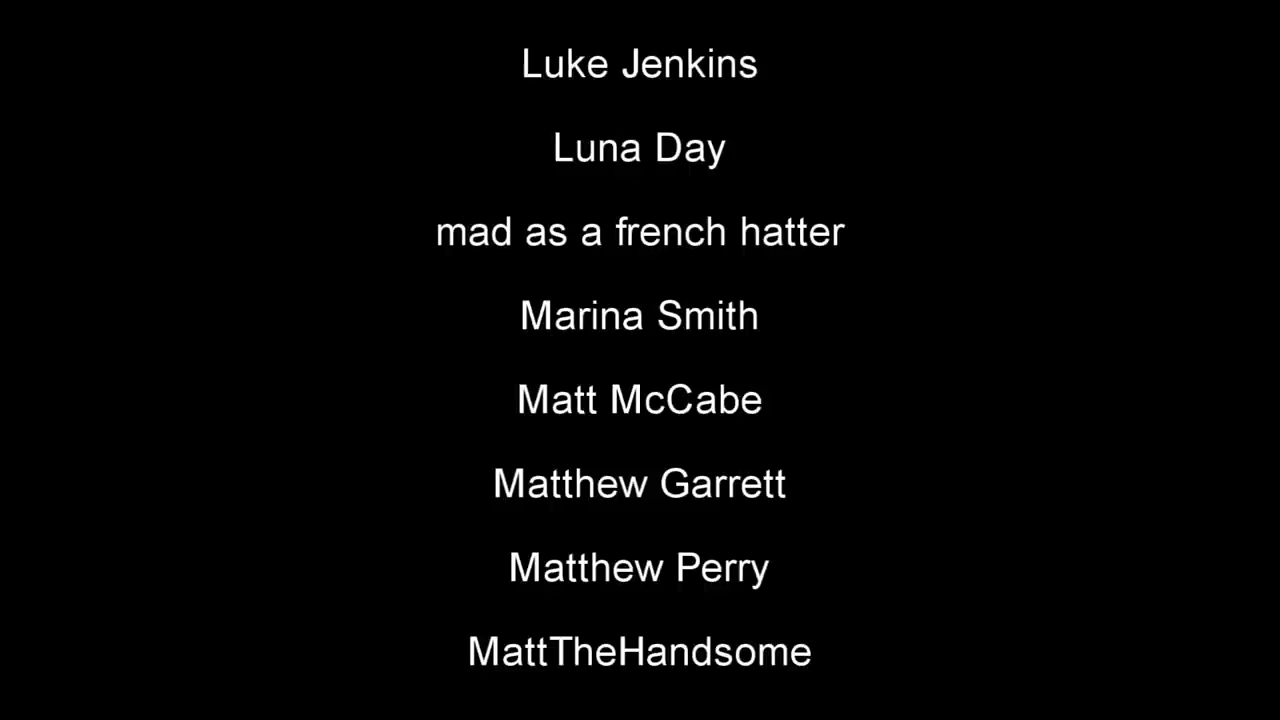 Luke Jenkins
Luna Day
mad as a french hatter
Marina Smith
Matt McCabe
Matthew Garrett
Matthew Perry
MattTheHandsome